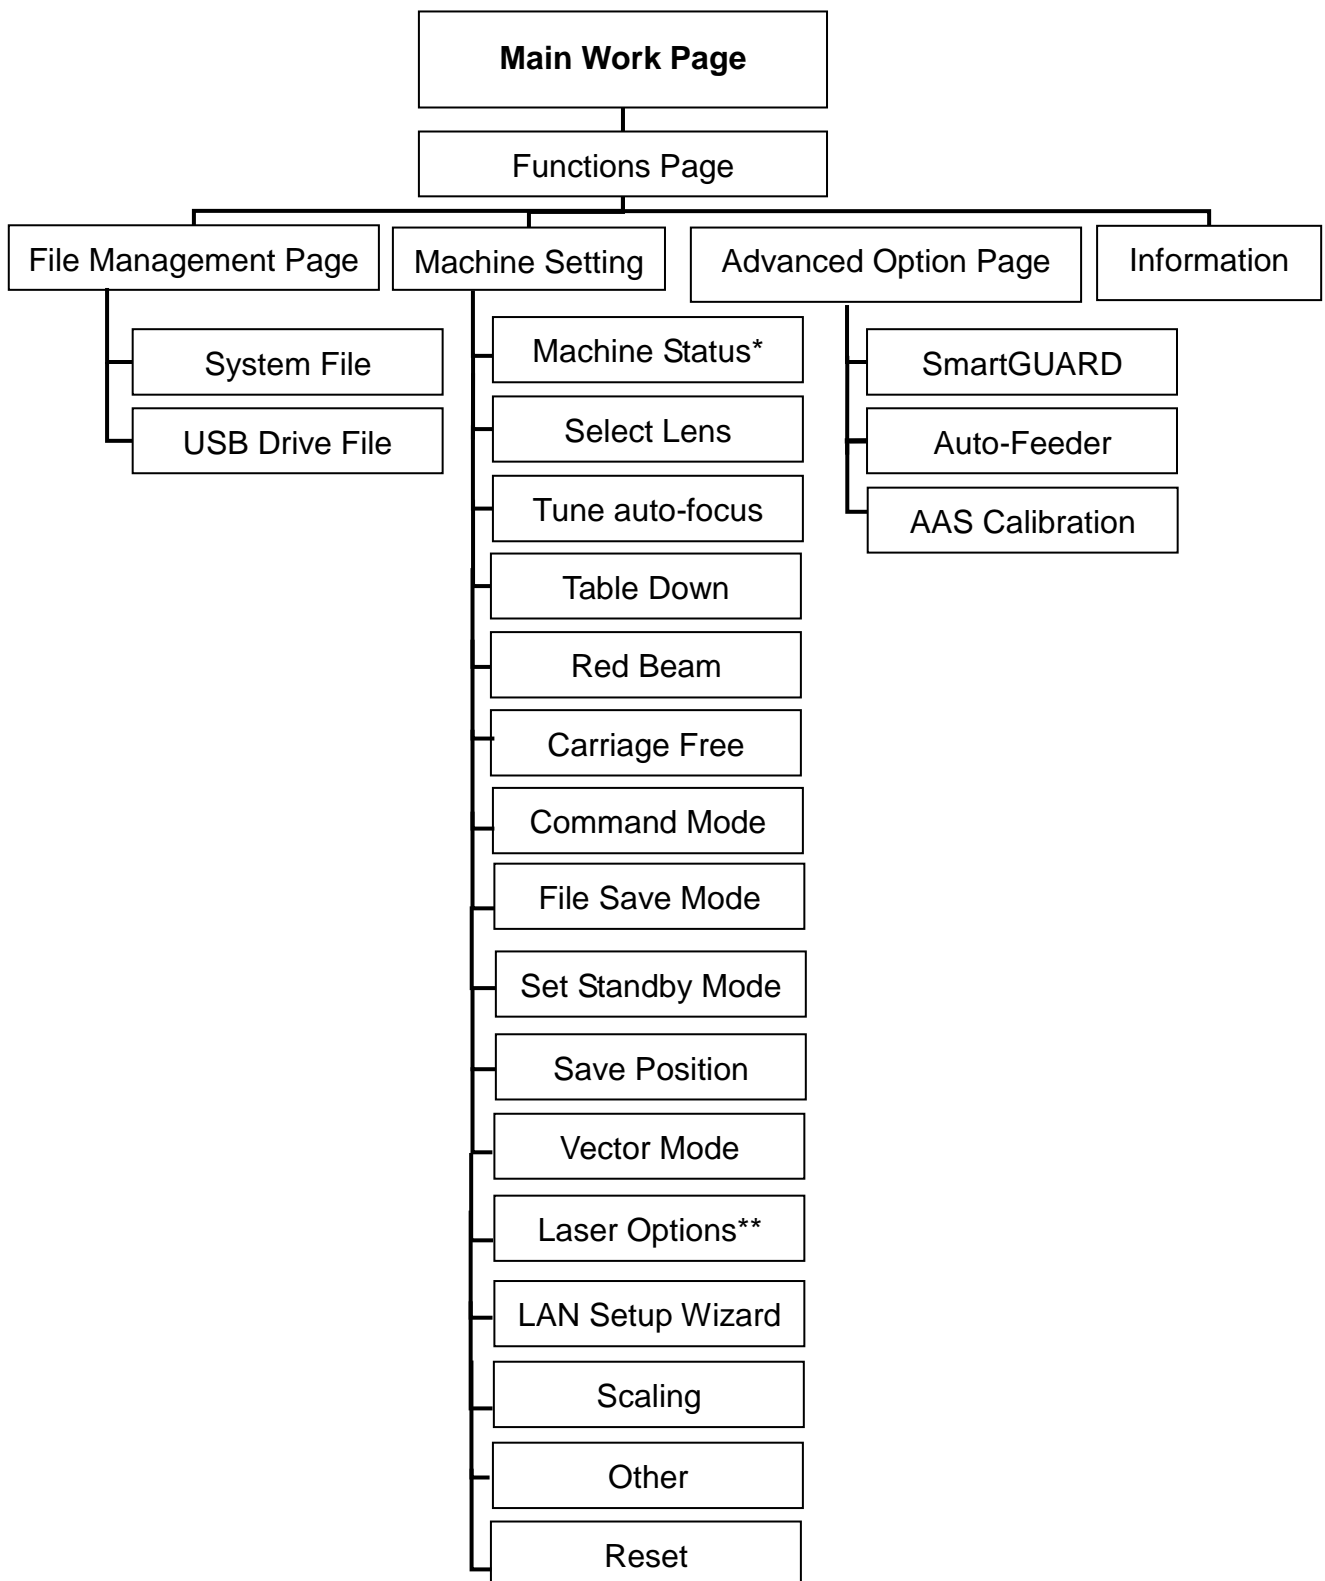 Main Work Page
Functions Page
File Management Page
Machine Setting
Advanced Option Page
Information
System File
USB Drive File
Machine Status*
Select Lens
Tune auto-focus
Table Down
Red Beam
Carriage Free
Command Mode
File Save Mode
Set Standby Mode
Save Position
Vector Mode
Laser Options**
LAN Setup Wizard
Scaling
Other
Reset
SmartGUARD
Auto-Feeder
AAS Calibration